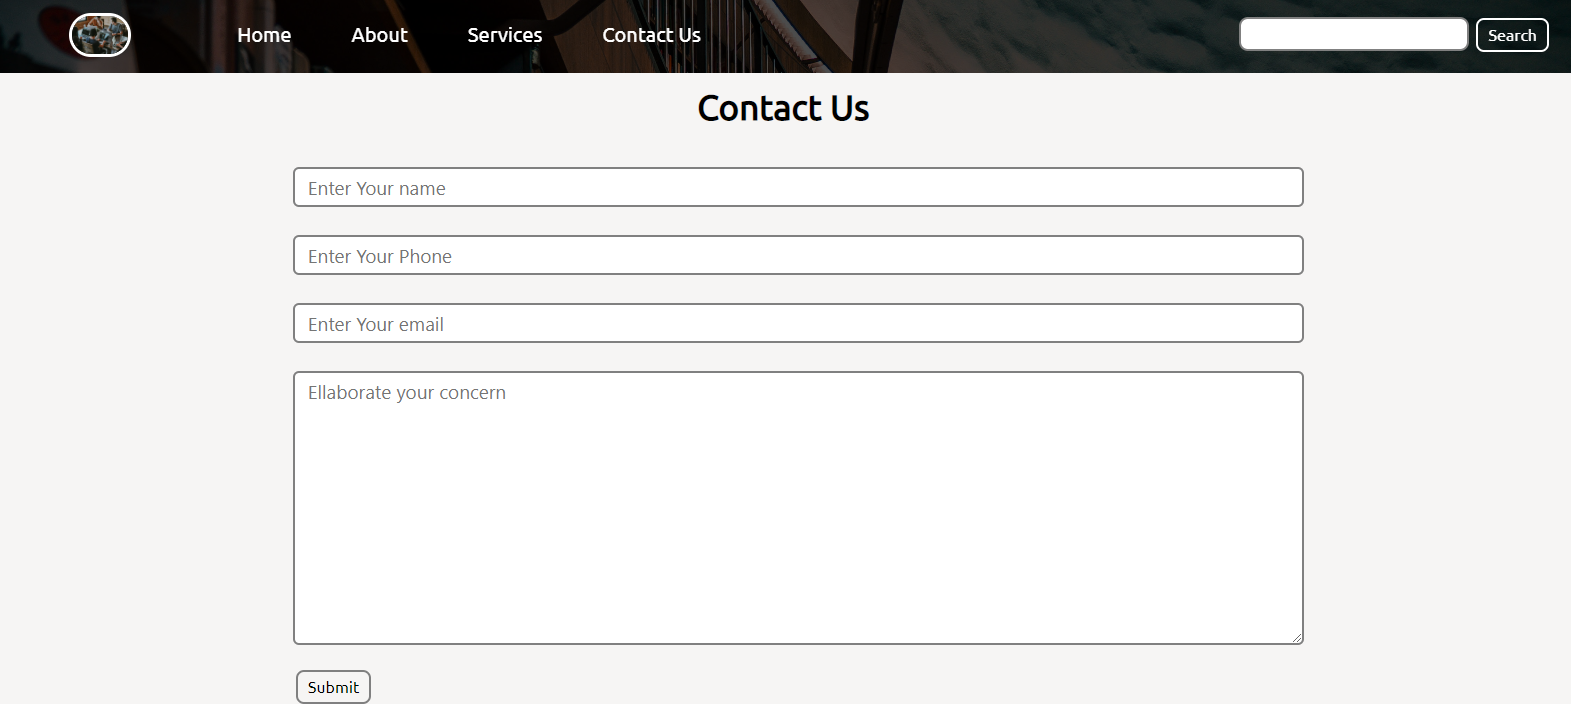 Home About Services Contact Us Search
Contact Us
Enter Your name
Enter Your Phone
Enter Your email
Ellaborate your concern
Submit